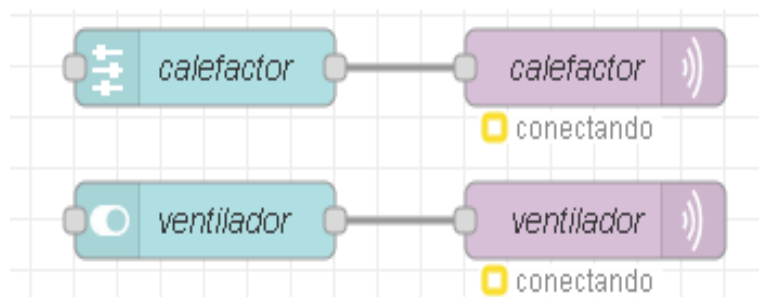 calefactor calefactor
conectando
ventilador ventilador
conectando